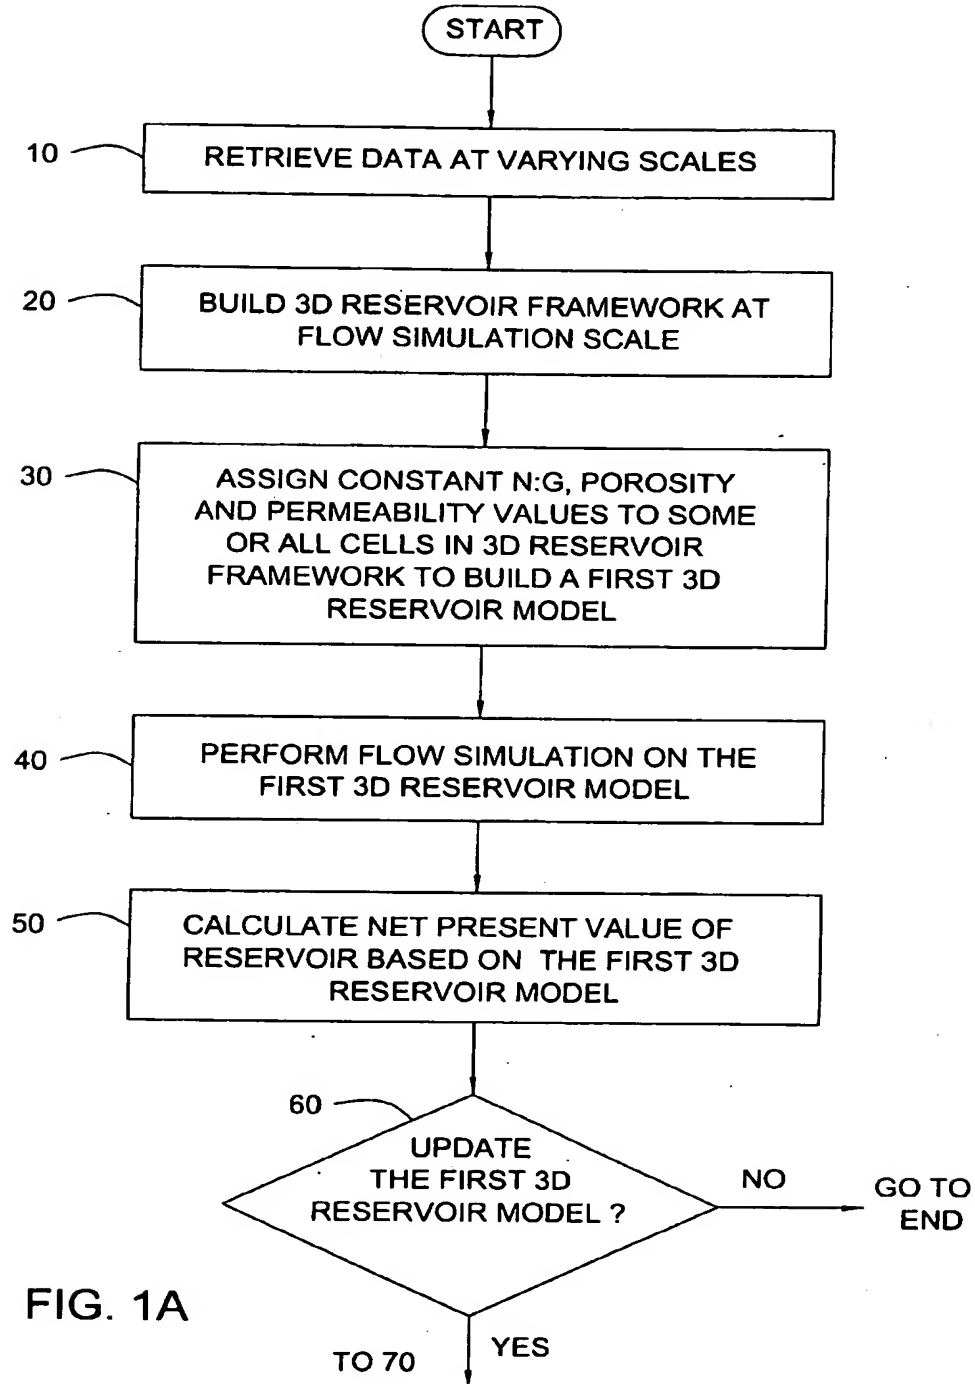 START
10
RETRIEVE DATA AT VARYING SCALES
20
BUILD 3D RESERVOIR FRAMEWORK AT
FLOW SIMULATION SCALE
30
ASSIGN CONSTANT N:G, POROSITY
AND PERMEABILITY VALUES TO SOME
OR ALL CELLS IN 3D RESERVOIR
FRAMEWORK TO BUILD A FIRST 3D
RESERVOIR MODEL
40
PERFORM FLOW SIMULATION ON THE
FIRST 3D RESERVOIR MODEL
50
CALCULATE NET PRESENT VALUE OF
RESERVOIR BASED ON THE FIRST 3D
RESERVOIR MODEL
60
UPDATE
THE FIRST 3D
RESERVOIR MODEL ?
NO
GO TO
END
FIG. 1A
YES
TO 70